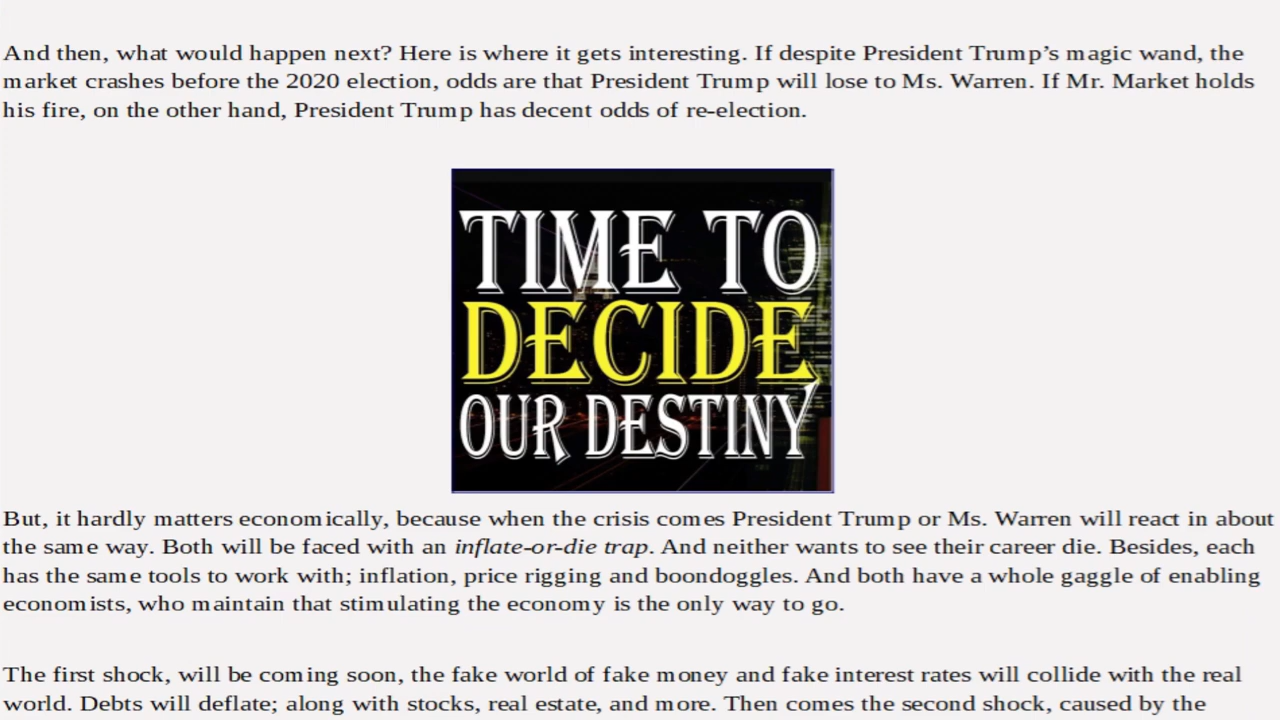 And then, what would happen next? Here is where it gets interesting. If despite President Trump’s magic wand, the
market crashes before the 2020 election, odds are that President Trump will lose to Ms. Warren. If Mr. Market holds
his fire, on the other hand, President Trump has decent odds of re-election.
TIME TO
DECIDE
OUR DESTINY
But, it hardly matters economically, because when the crisis comes President Trump or Ms. Warren will react in about
the same way. Both will be faced with an inflate-or-die trap. And neither wants to see their career die. Besides, each
has the same tools to work with; inflation, price rigging and boondoggles. And both have a whole gaggle of enabling
economists, who maintain that stimulating the economy is the only way to go.
The first shock, will be coming soon, the fake world of fake money and fake interest rates will collide with the real
world. Debts will deflate; along with stocks, real estate, and more. Then comes the second shock, caused by the